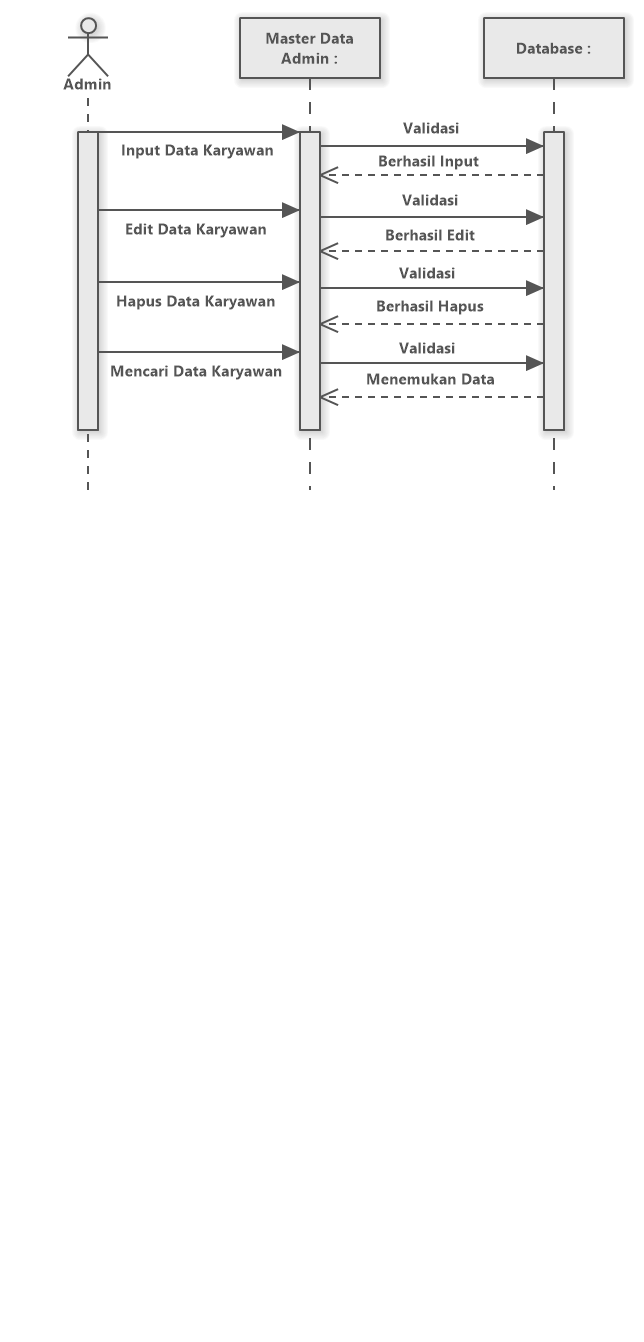 Admin
Master Data
Admin :
Database :
Input Data Karyawan
Validasi
Berhasil Input
Edit Data Karyawan
Validasi
Berhasil Edit
Hapus Data Karyawan
Validasi
Berhasil Hapus
Mencari Data Karyawan
Validasi
Menemukan Data